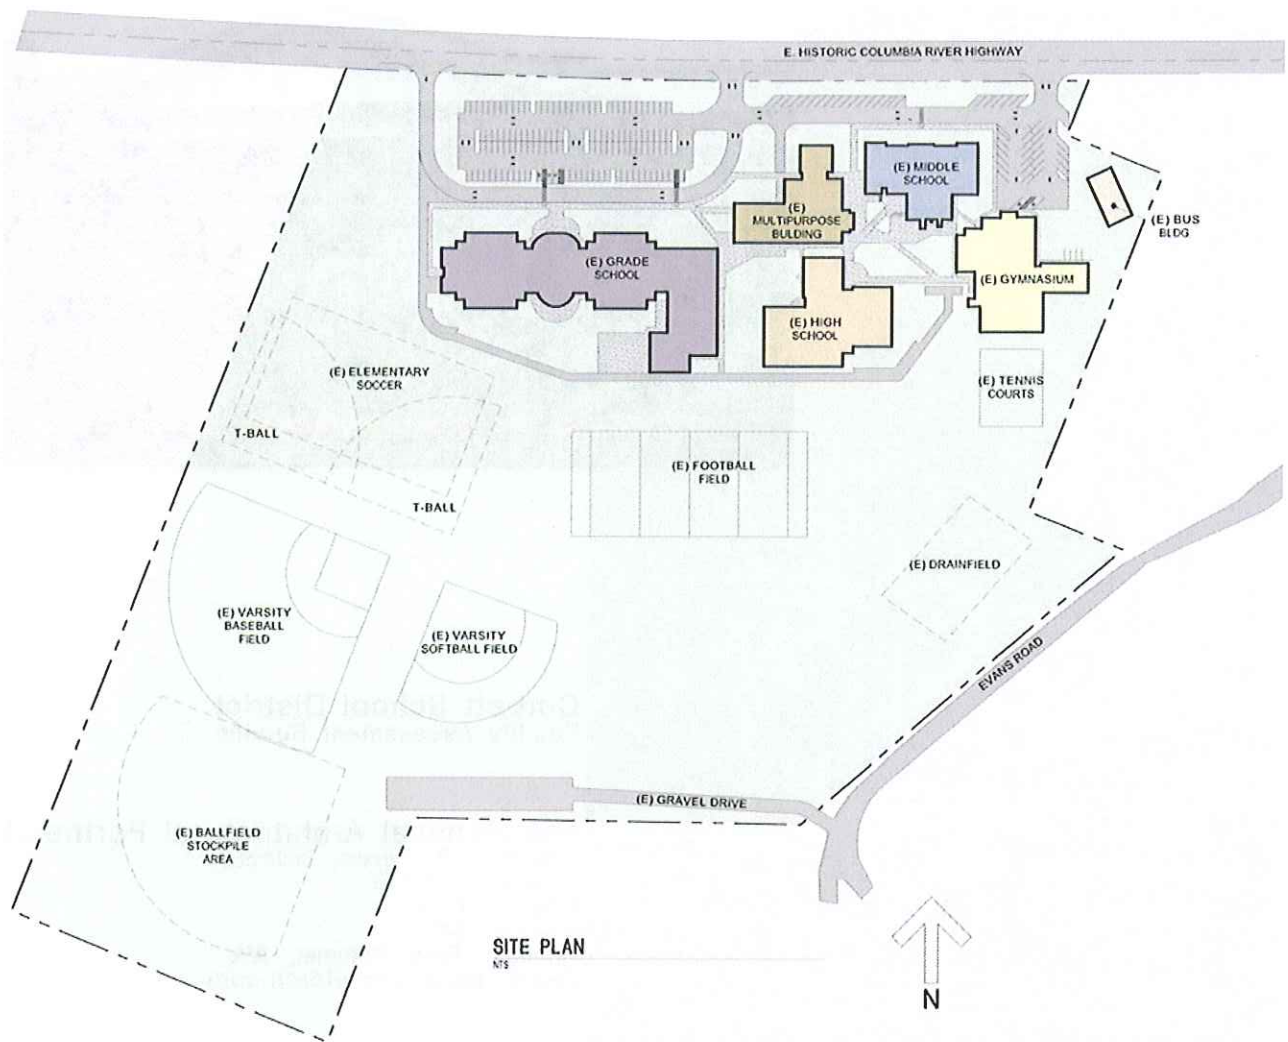 E. HISTORIC COLUMBIA RIVER HIGHWAY
(E) MIDDLE
SCHOOL
(E)
MULTIPURPOSE
BULDING
(E) BUS
BLDG
(E) GRADE
SCHOOL
(E) GYMNASIUM
(E) HIGH
SCHOOL
(E) ELEMENTARY
SOCCER
(E) TENNIS
COURTS
T-BALL
(E) FOOTBALL
FIELD
T-BALL
(E) DRAINFIELD
(E) VARSITY
BASEBALL
FIELD
(E) VARSITY
SOFTBALL FIELD
EVANS ROAD
(E) GRAVEL DRIVE
(E) BALLFIELD
STOCKPILE
AREA
SITE PLAN
NTS
N